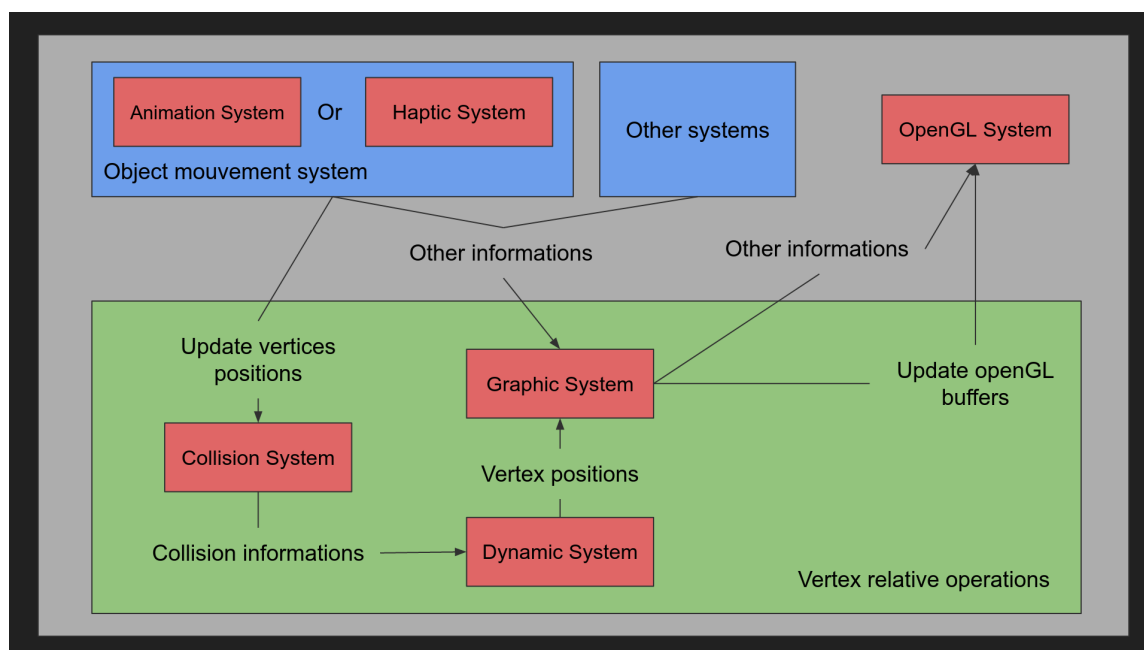 Animation System
Or
Haptic System
Object mouvement system
Other systems
OpenGL System
Other informations
Other informations
Update vertices
positions
Graphic System
Update openGL
buffers
Collision System
Vertex positions
Collision informations
Dynamic System
Vertex relative operations